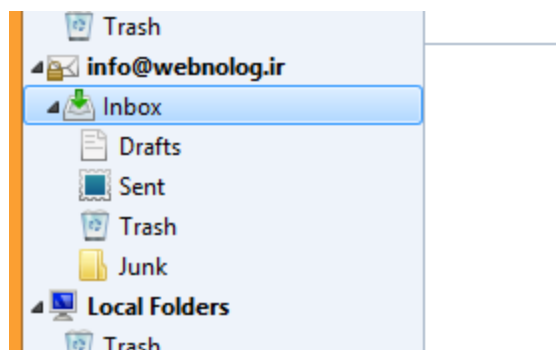 Trash
info@webnolog.ir
Inbox
Drafts
Sent
Trash
Junk
Local Folders
Trash